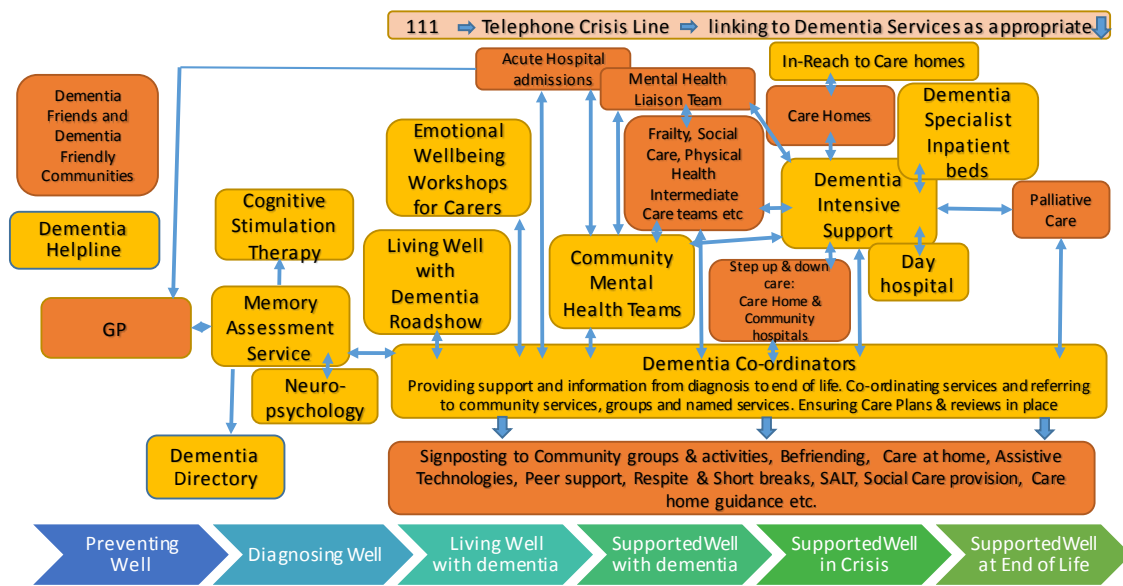 111 Telephone Crisis Line linking to Dementia Services as appropriate
Acute Hospital
admissions
Mental Health
Liaison Team
In-Reach to Care homes
Dementia
Friends and
Dementia
Friendly
Communities
Emotional
Wellbeing
Workshops
for Carers
Frailty, Social
Care, Physical
Health
Intermediate
Care teams etc
Care Homes
Dementia
Specialist
Inpatient
beds
Cognitive
Stimulation
Therapy
Dementia
Intensive
Support
Palliative
Care
Dementia
Helpline
Living Well
with
Dementia
Roadshow
Community
Mental
Health Teams
Step up & down
care:
Care Home &
Community
hospitals
Day
hospital
GP
Memory
Assessment
Service
Neuro-
psychology
Dementia Co-ordinators
Providing support and information from diagnosis to end of life. Co-ordinating services and referring
to community services, groups and named services. Ensuring Care Plans & reviews in place
Dementia
Directory
Signposting to Community groups & activities, Befriending, Care at home, Assistive
Technologies, Peer support, Respite & Short breaks, SALT, Social Care provision, Care
home guidance etc.
Preventing
Well
Diagnosing Well
Living Well
with dementia
Supported Well
with dementia
Supported Well
in Crisis
Supported Well
at End of Life